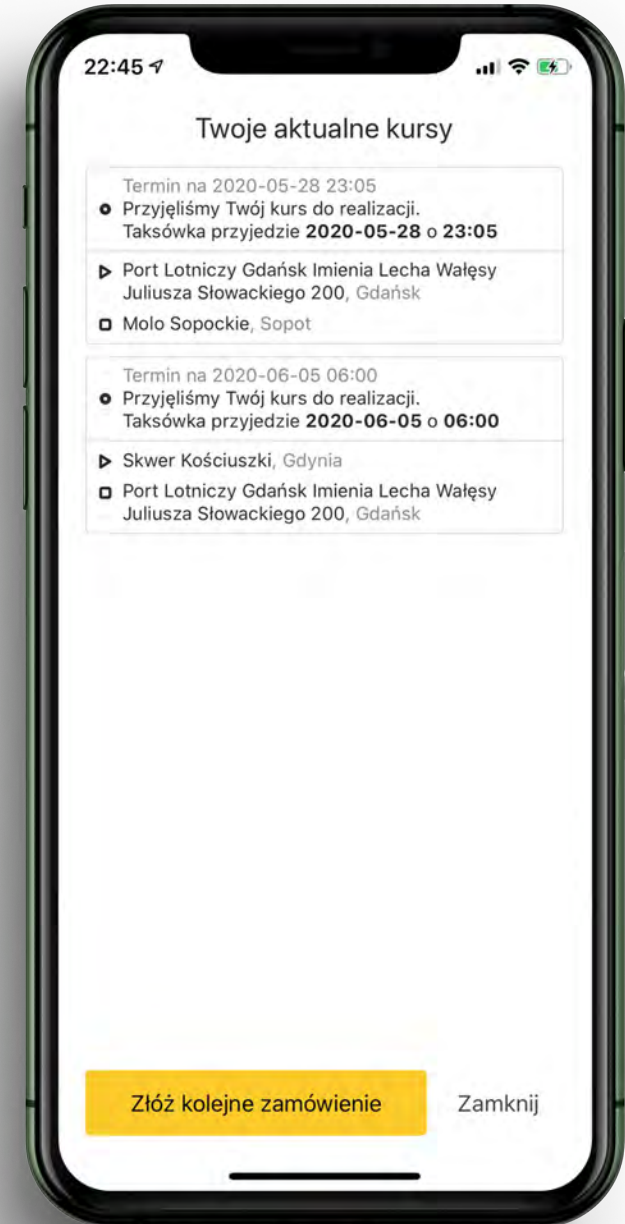 22:45
Twoje aktualne kursy
Termin na 2020-05-28 23:05
Przyjęliśmy Twój kurs do realizacji.
Taksówka przyjedzie 2020-05-28 o 23:05
Port Lotniczy Gdańsk Imienia Lecha Wałęsy
Juliusza Słowackiego 200, Gdańsk
Molo Sopockie, Sopot
Termin na 2020-06-05 06:00
Przyjęliśmy Twój kurs do realizacji.
Taksówka przyjedzie 2020-06-05 o 06:00
Skwer Kościuszki, Gdynia
Port Lotniczy Gdańsk Imienia Lecha Wałęsy
Juliusza Słowackiego 200, Gdańsk
Złóż kolejne zamówienie Zamknij